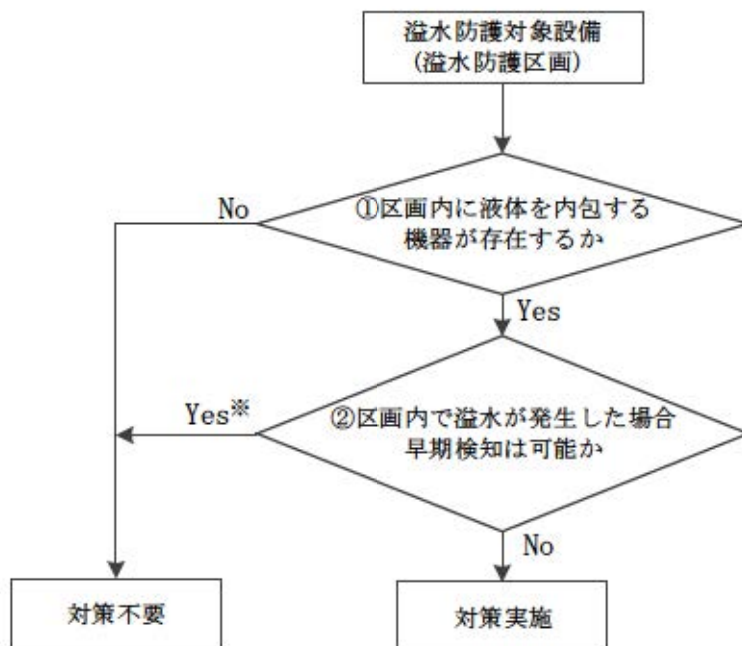 溢水防護対象設備
(溢水防護区画)
No
①区画内に液体を内包する
機器が存在するか
Yes
Yes※
②区画内で溢水が発生した場合
早期検知は可能か
No
対策不要
対策実施